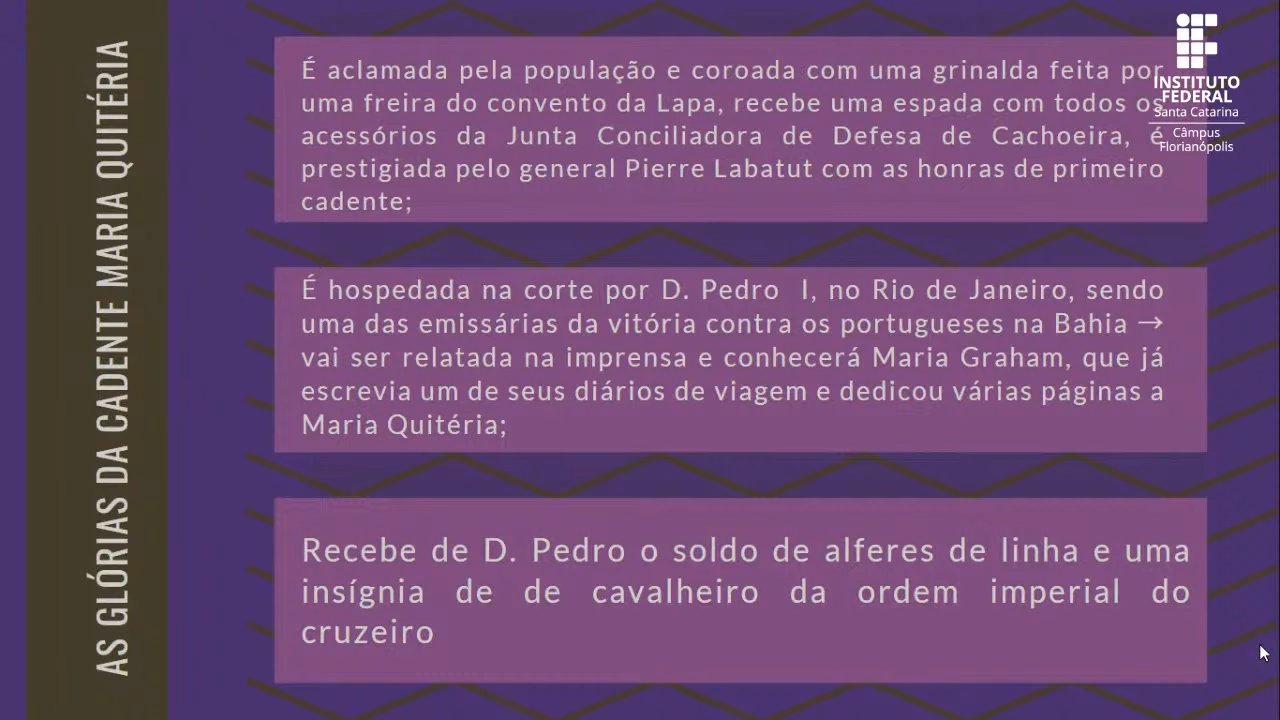 AS GLÓRIAS DA CADENTE MARIA QUITÉRIA
É aclamada pela população e coroada com uma grinalda feita por
uma freira do convento da Lapa, recebe uma espada com todos os
acessórios da Junta Conciliadora de Defesa de Cachoeira, é
prestigiada pelo general Pierre Labatut com as honras de primeiro
cadente;
É hospedada na corte por D. Pedro I, no Rio de Janeiro, sendo
uma das emissárias da vitória contra os portugueses na Bahia →
vai ser relatada na imprensa e conhecerá Maria Graham, que já
escrevia um de seus diários de viagem e dedicou várias páginas a
Maria Quitéria;
Recebe de D. Pedro o soldo de alferes de linha e uma
insígnia de de cavalheiro da ordem imperial do
cruzeiro
INSTITUTO
FEDERAL
Santa Catarina
Câmpus
Florianópolis